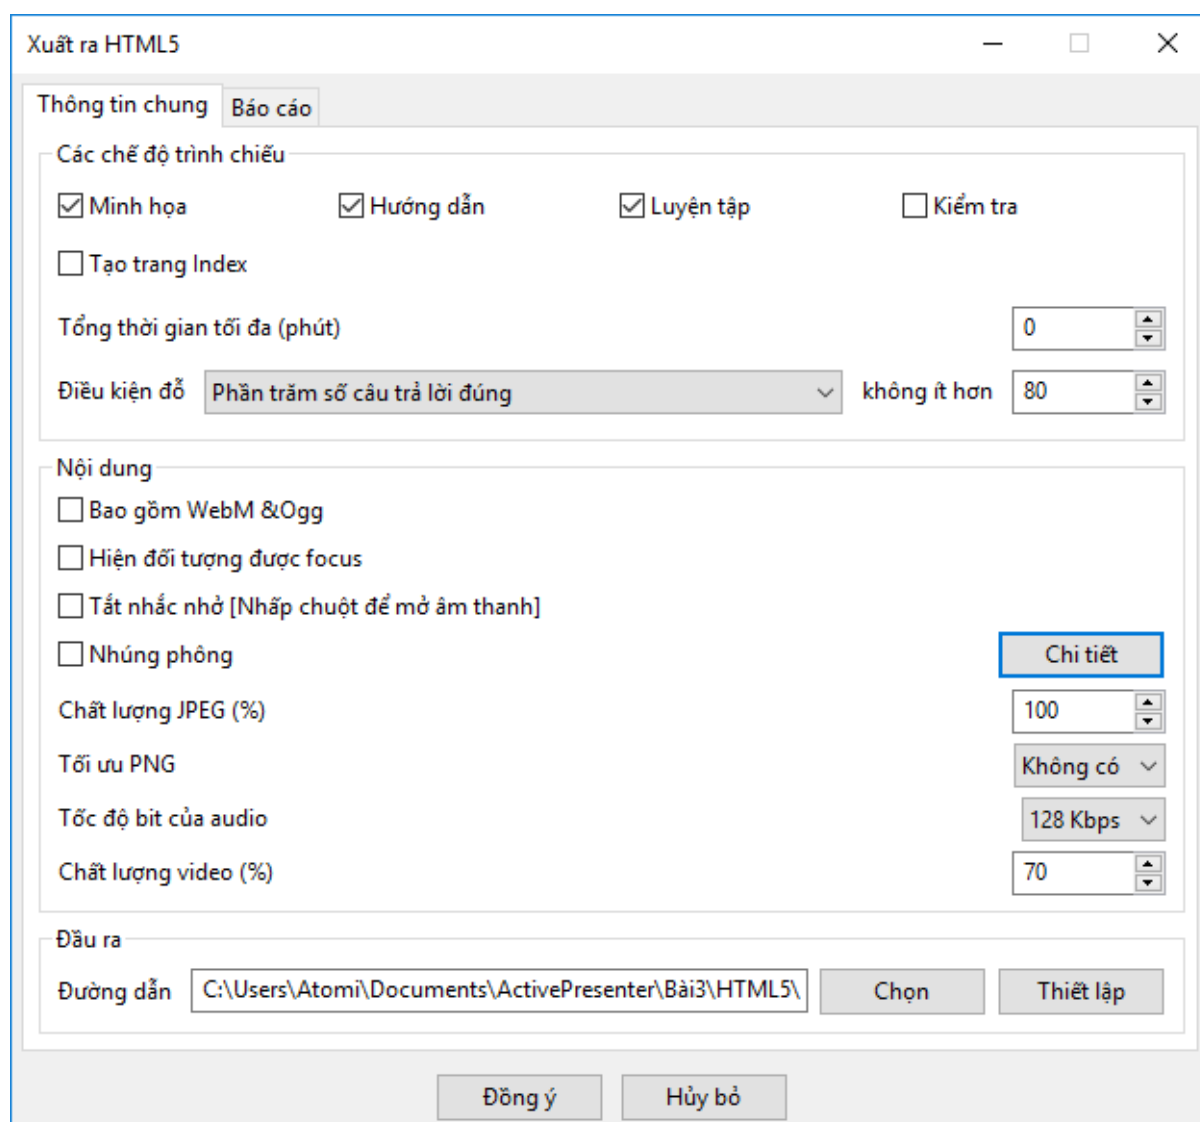 Xuất ra HTML5
Thông tin chung Báo cáo
Các chế độ trình chiếu
Minh họa Hướng dẫn Luyện tập Kiểm tra
Tạo trang Index
Tổng thời gian tối đa (phút) 0
Điều kiện đỗ Phần trăm số câu trả lời đúng không ít hơn 80
Nội dung
Bao gồm WebM &Ogg
Hiện đối tượng được focus
Tắt nhắc nhở [Nhấp chuột để mở âm thanh]
Nhúng phông Chi tiết
Chất lượng JPEG (%) 100
Tối ưu PNG Không có
Tốc độ bit của audio 128 Kbps
Chất lượng video (%) 70
Đầu ra
Đường dẫn C:\Users\Atomi\Documents\ActivePresenter\Bài3\HTML5\ Chọn Thiết lập
Đồng ý Hủy bỏ